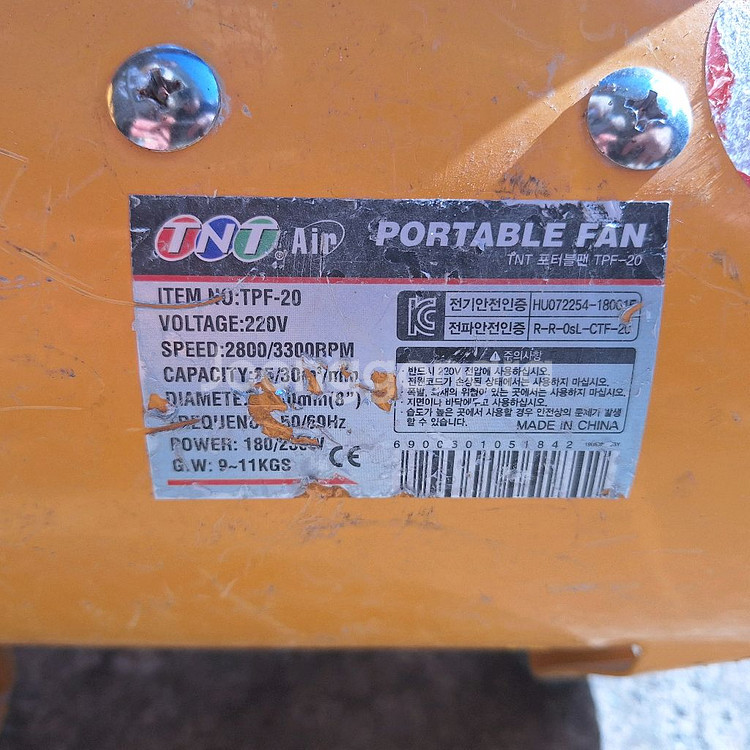 TNT® Air PORTABLE FAN
TNT 포터블팬 TPF-20
ITEM NO:TPF-20
VOLTAGE:220V
SPEED:2800/3300RPM
CAPACITY:
FREQUENCY: 50/60Hz
POWER:
G.W: 9~11KGS
CE
전기안전인증
전파안전인증
⚠ 주의사항
반드시 220V 전압에 사용하십시오.
전원코드가 손상된 상태에서는 사용하지 마십시오.
폭발, 화재의 위험이 있는 곳에서는 사용하지 마십시오.
지면이나 바닥에두고 사용하십시오.
습도가 높은 곳에서 사용할 경우 안전상의 문제가 발생
할 수 있습니다.
MADE IN CHINA
6900301051842